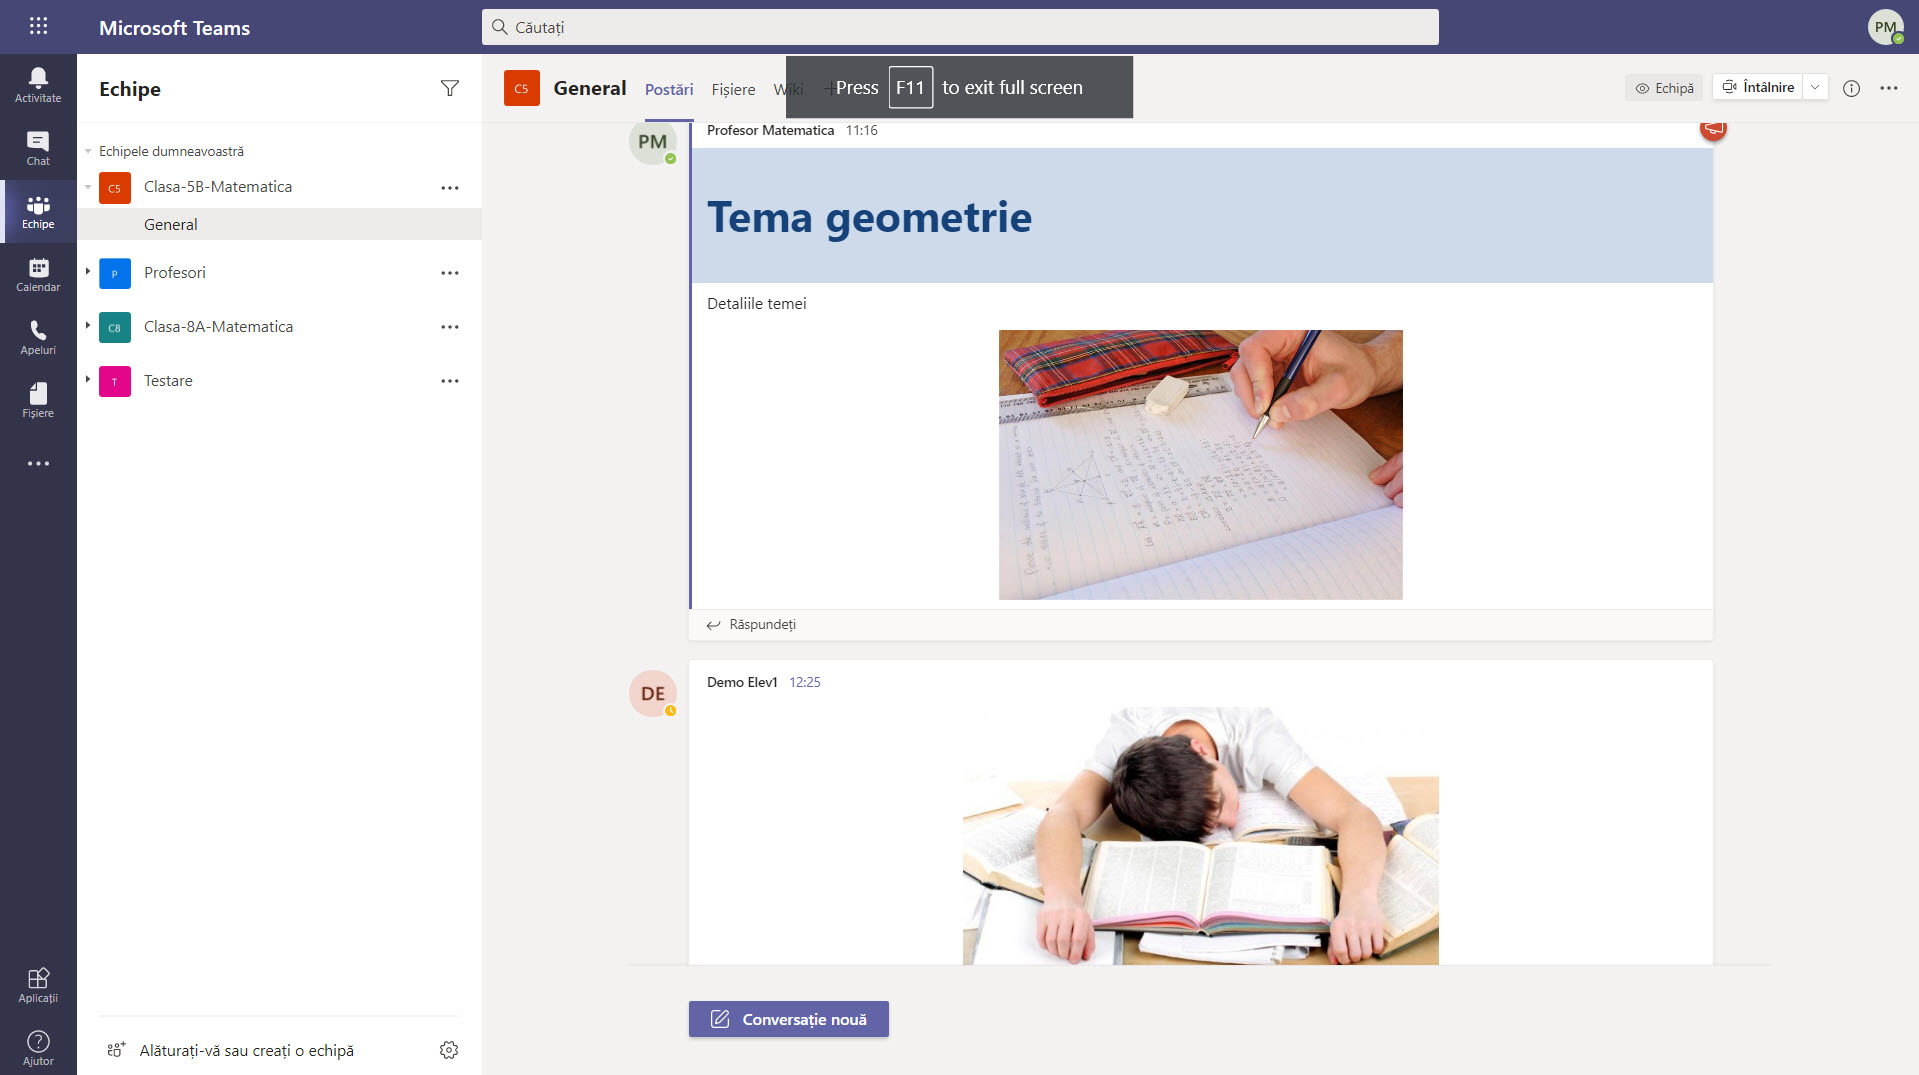 Microsoft Teams
Căutați
PM
Activitate
Chat
Echipe
Calendar
Apeluri
Fișiere
Aplicații
Ajutor
Echipe
Echipele dumneavoastră
C5 Clasa-5B-Matematica
General
P Profesori
C8 Clasa-8A-Matematica
T Testare
Alăturați-vă sau creați o echipă
C5 General Postări Fișiere Wiki
Press F11 to exit full screen
Echipă
Întâlnire
PM
Profesor Matematica 11:16
Tema geometrie
Detaliile temei
Răspundeți
DE
Demo Elev1 12:25
Conversație nouă